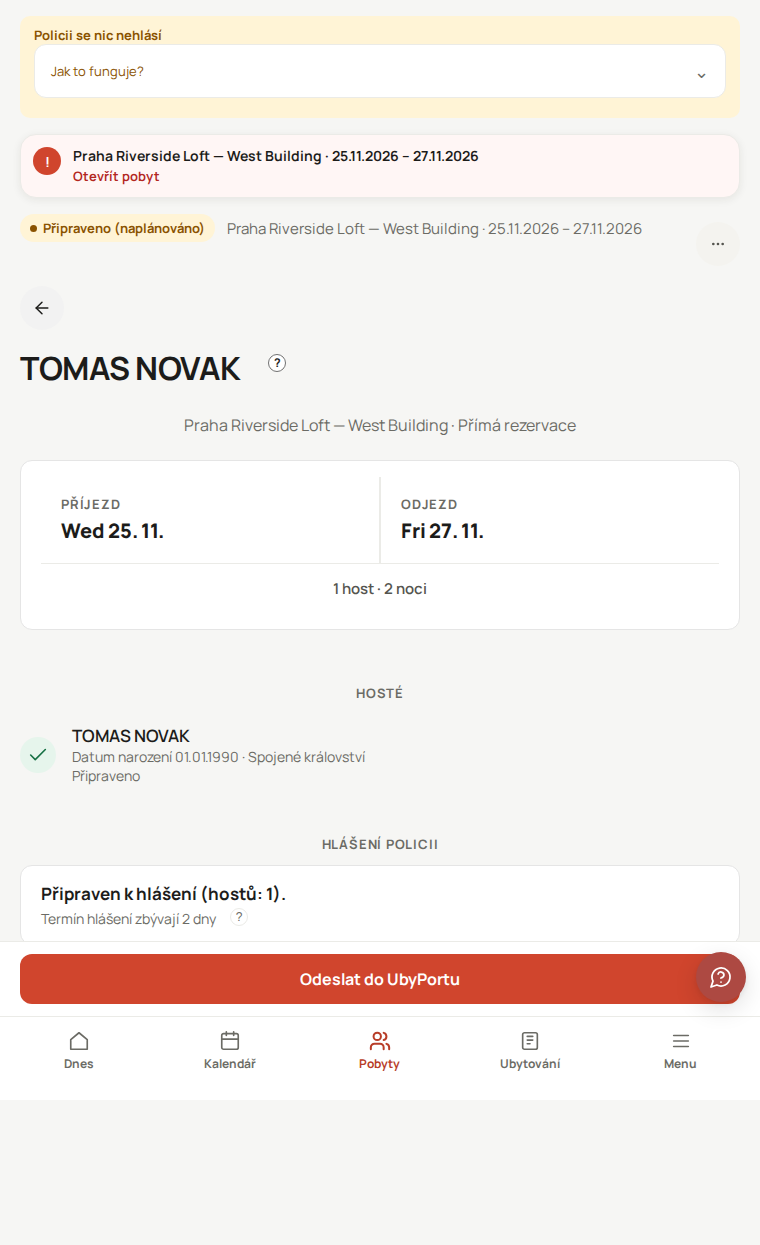 Policii se nic nehlásí
Jak to funguje?
!
Praha Riverside Loft — West Building · 25.11.2026 – 27.11.2026
Otevřít pobyt
Připraveno (naplánováno)
Praha Riverside Loft — West Building · 25.11.2026 – 27.11.2026
TOMAS NOVAK ?
Praha Riverside Loft — West Building · Přímá rezervace
PŘÍJEZD
Wed 25. 11.
ODJEZD
Fri 27. 11.
1 host · 2 noci
HOSTÉ
TOMAS NOVAK
Datum narození 01.01.1990 · Spojené království
Připraveno
HLÁŠENÍ POLICII
Připraven k hlášení (hostů: 1).
Termín hlášení zbývají 2 dny ?
Odeslat do UbyPortu
Dnes
Kalendář
Pobyty
Ubytování
Menu